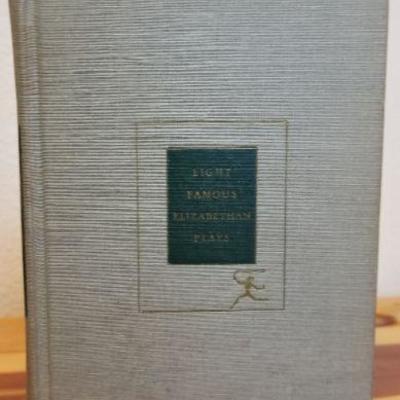 EIGHT
FAMOUS
ELIZABETHAN
PLAYS